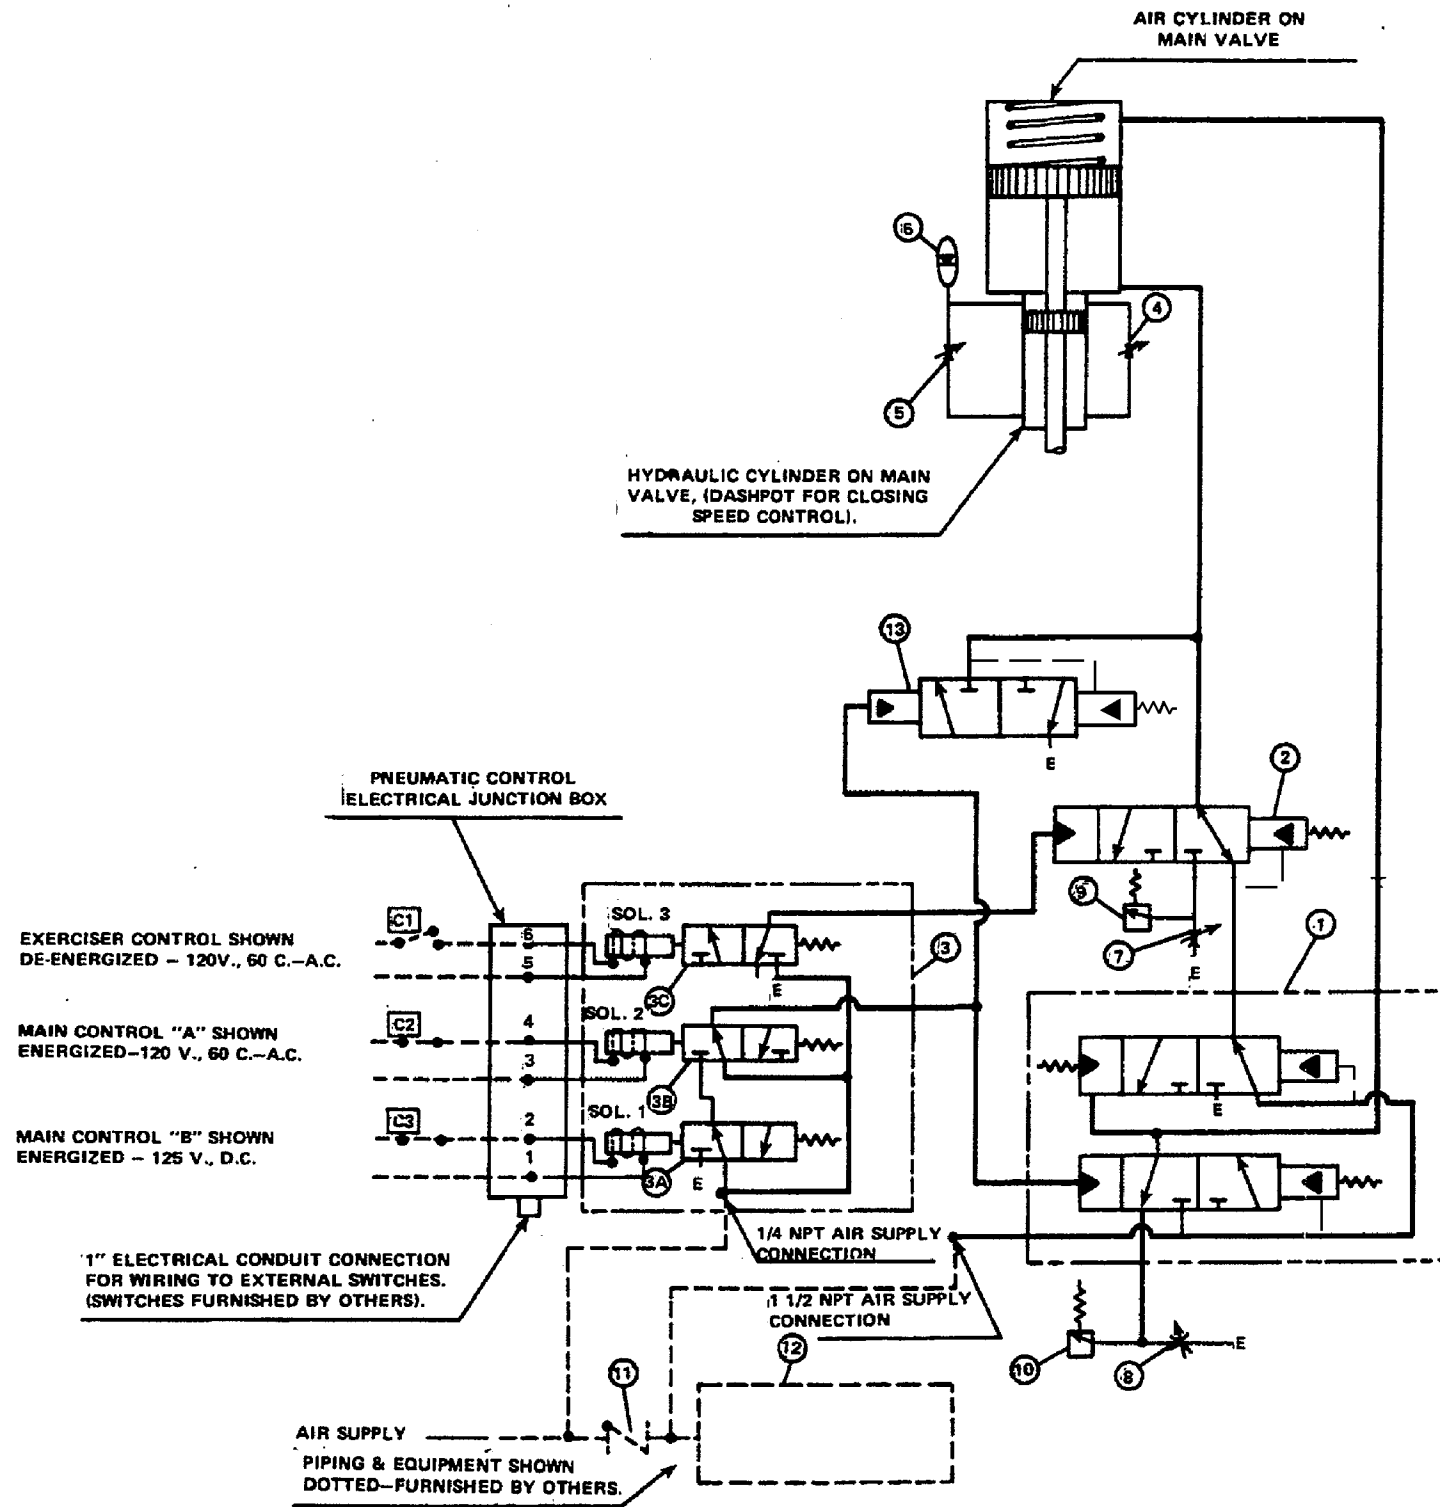 AIR CYLINDER ON
MAIN VALVE
6
4
5
HYDRAULIC CYLINDER ON MAIN
VALVE, (DASHPOT FOR CLOSING
SPEED CONTROL).
13
E
2
PNEUMATIC CONTROL
ELECTRICAL JUNCTION BOX
9
7
E
1
C1
6
5
SOL. 3
EXERCISER CONTROL SHOWN
DE-ENERGIZED – 120V., 60 C.–A.C.
3
3C
E
C2
4
3
SOL. 2
MAIN CONTROL "A" SHOWN
ENERGIZED–120 V., 60 C.–A.C.
3B
E
C3
2
1
SOL. 1
MAIN CONTROL "B" SHOWN
ENERGIZED – 125 V., D.C.
3A
E
1/4 NPT AIR SUPPLY
CONNECTION
'1" ELECTRICAL CONDUIT CONNECTION
FOR WIRING TO EXTERNAL SWITCHES.
(SWITCHES FURNISHED BY OTHERS).
1 1/2 NPT AIR SUPPLY
CONNECTION
10
8
E
12
11
AIR SUPPLY
PIPING & EQUIPMENT SHOWN
DOTTED–FURNISHED BY OTHERS.